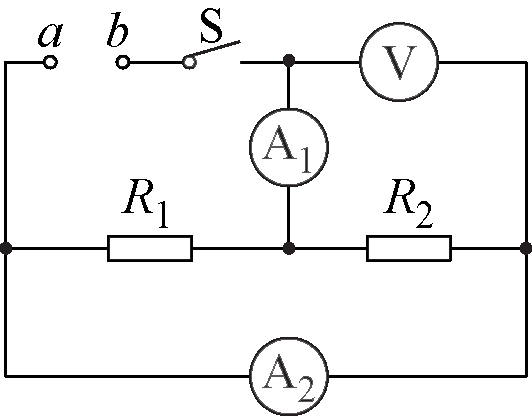 a b S
V
A₁
R₁ R₂
A₂